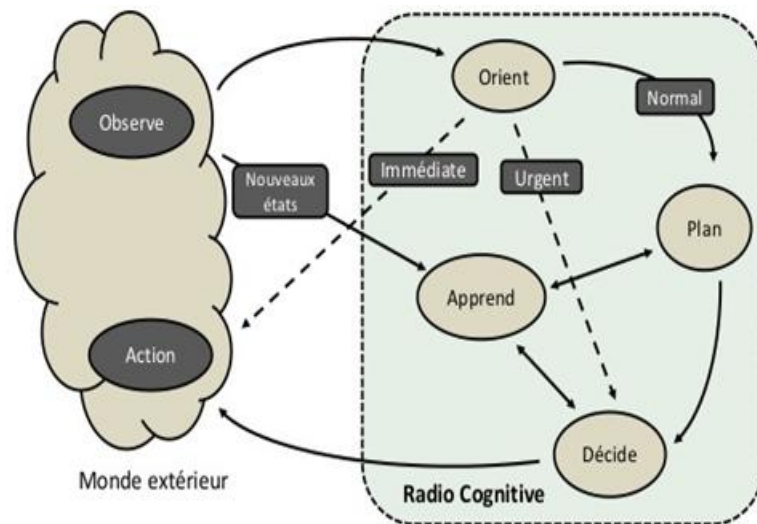 Orient
Normal
Observe
Immédiate
Urgent
Nouveaux
états
Plan
Apprend
Action
Décide
Monde extérieur
Radio Cognitive